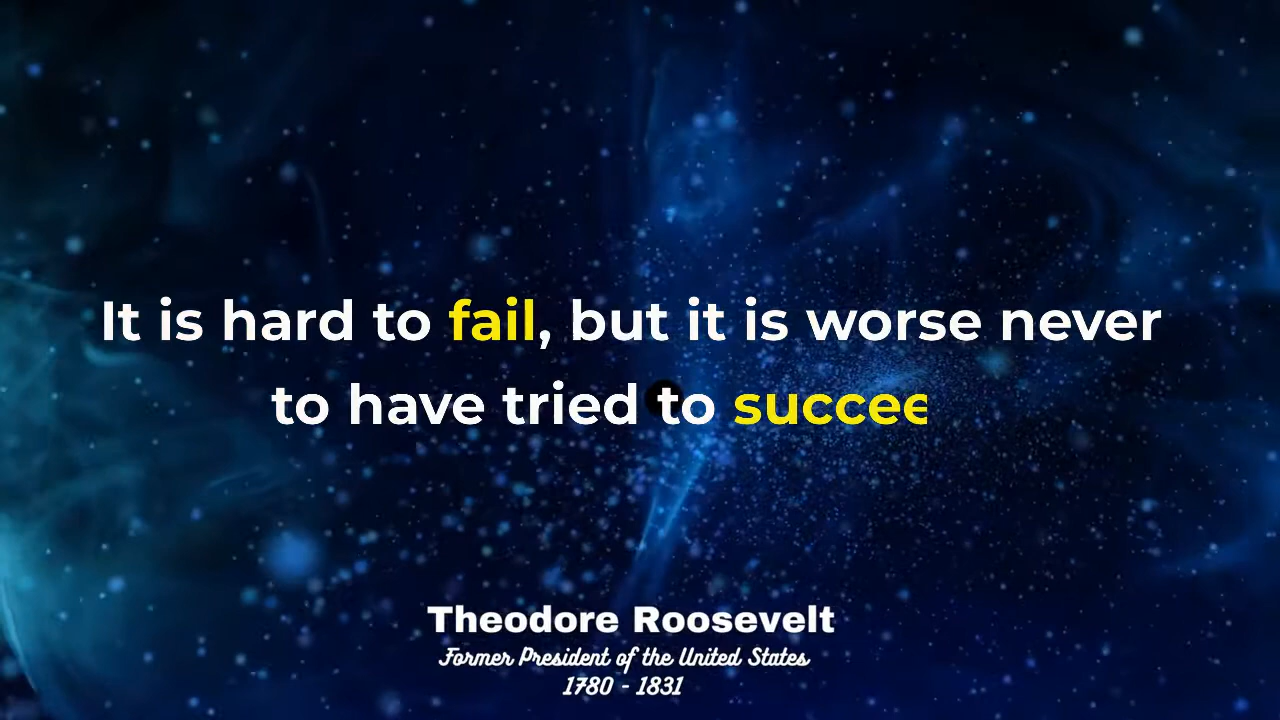 It is hard to fail, but it is worse never
to have tried to succee
Theodore Roosevelt
Former President of the United States
1780 - 1831